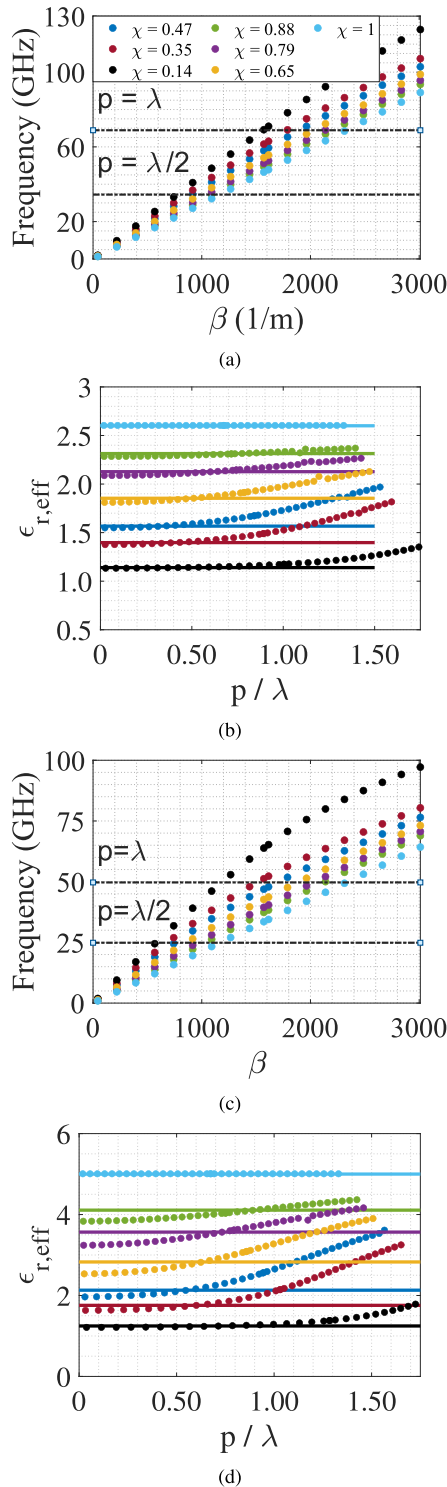 130
100
60
20
0
Frequency (GHz)
χ = 0.47 χ = 0.88 χ = 1
χ = 0.35 χ = 0.79
χ = 0.14 χ = 0.65
p = λ
p = λ/2
0 1000 2000 3000
β (1/m)
(a)
3
2.5
2.0
1.5
1.0
0.5
ϵr,eff
0 0.50 1.00 1.50
p / λ
(b)
100
75
50
25
0
Frequency (GHz)
p=λ
p=λ/2
0 1000 2000 3000
β
(c)
6
4
2
0
ϵr,eff
0 0.50 1.00 1.50
p / λ
(d)